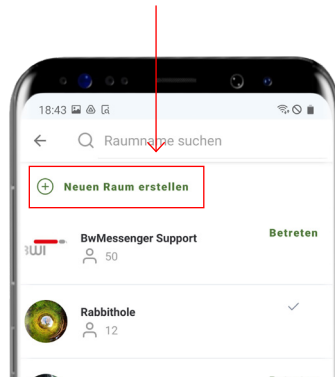 18:43
Raumname suchen
Neuen Raum erstellen
BwMessenger Support
Betreten
50
Rabbithole
12